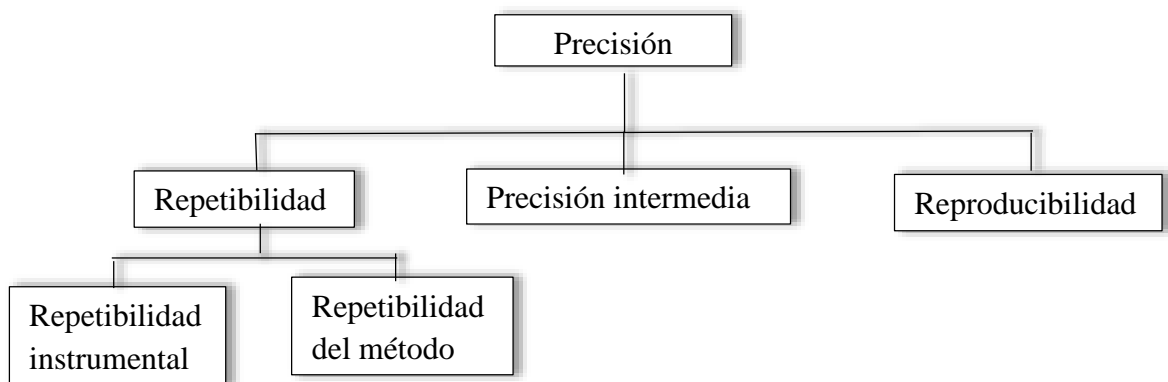 Precisión
Repetibilidad
Precisión intermedia
Reproducibilidad
Repetibilidad
instrumental
Repetibilidad
del método